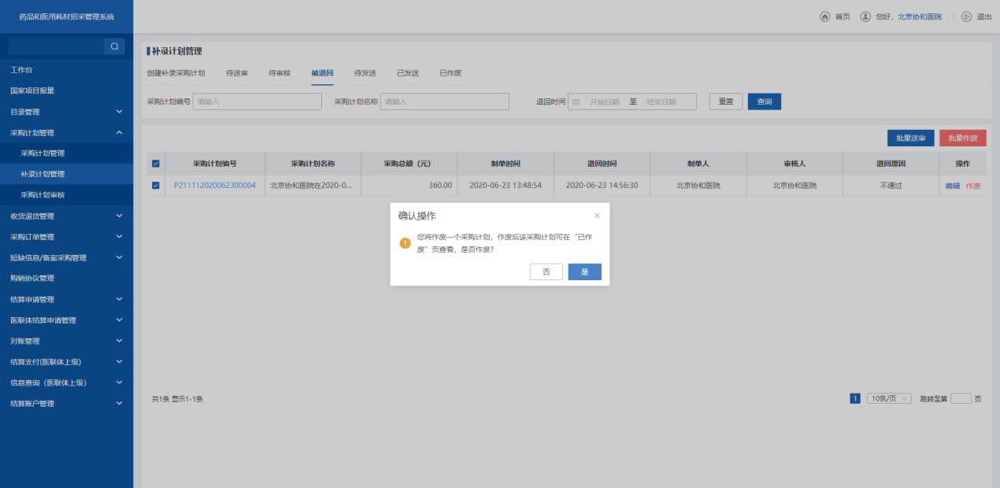 药品和医用耗材招采管理系统
首页
您好，北京协和医院
退出
工作台
国家项目报量
目录管理
采购计划管理
采购计划管理
补录计划管理
采购计划审核
收货退货管理
采购订单管理
短缺信息/备案采购管理
购销协议管理
结算申请管理
医联体结算申请管理
对账管理
结算支付(医联体上级)
信息查询（医联体上级）
结算账户管理
补录计划管理
创建补录采购计划 待送审 待审核 被退回 待发送 已发送 已作废
采购计划编号 请输入 采购计划名称 请输入 退回时间 开始日期 至 结束日期 重置 查询
批量送审 批量作废
采购计划编号 采购计划名称 采购总额（元） 制单时间 退回时间 制单人 审核人 退回原因 操作
P211112020062300004 北京协和医院在2020-0... 360.00 2020-06-23 13:48:54 2020-06-23 14:56:30 北京协和医院 北京协和医院 不通过 编辑 作废
确认操作
您将作废一个采购计划，作废后该采购计划可在“已作
废”页查看，是否作废？
否 是
共1条 显示1-1条
1 10条/页 跳转至第 页